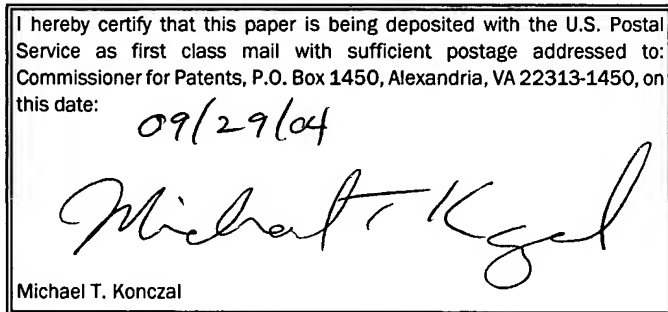 I hereby certify that this paper is being deposited with the U.S. Postal
Service as first class mail with sufficient postage addressed to:
Commissioner for Patents, P.O. Box 1450, Alexandria, VA 22313-1450, on
this date:
09/29/04
Michael T Kczal
Michael T. Konczal